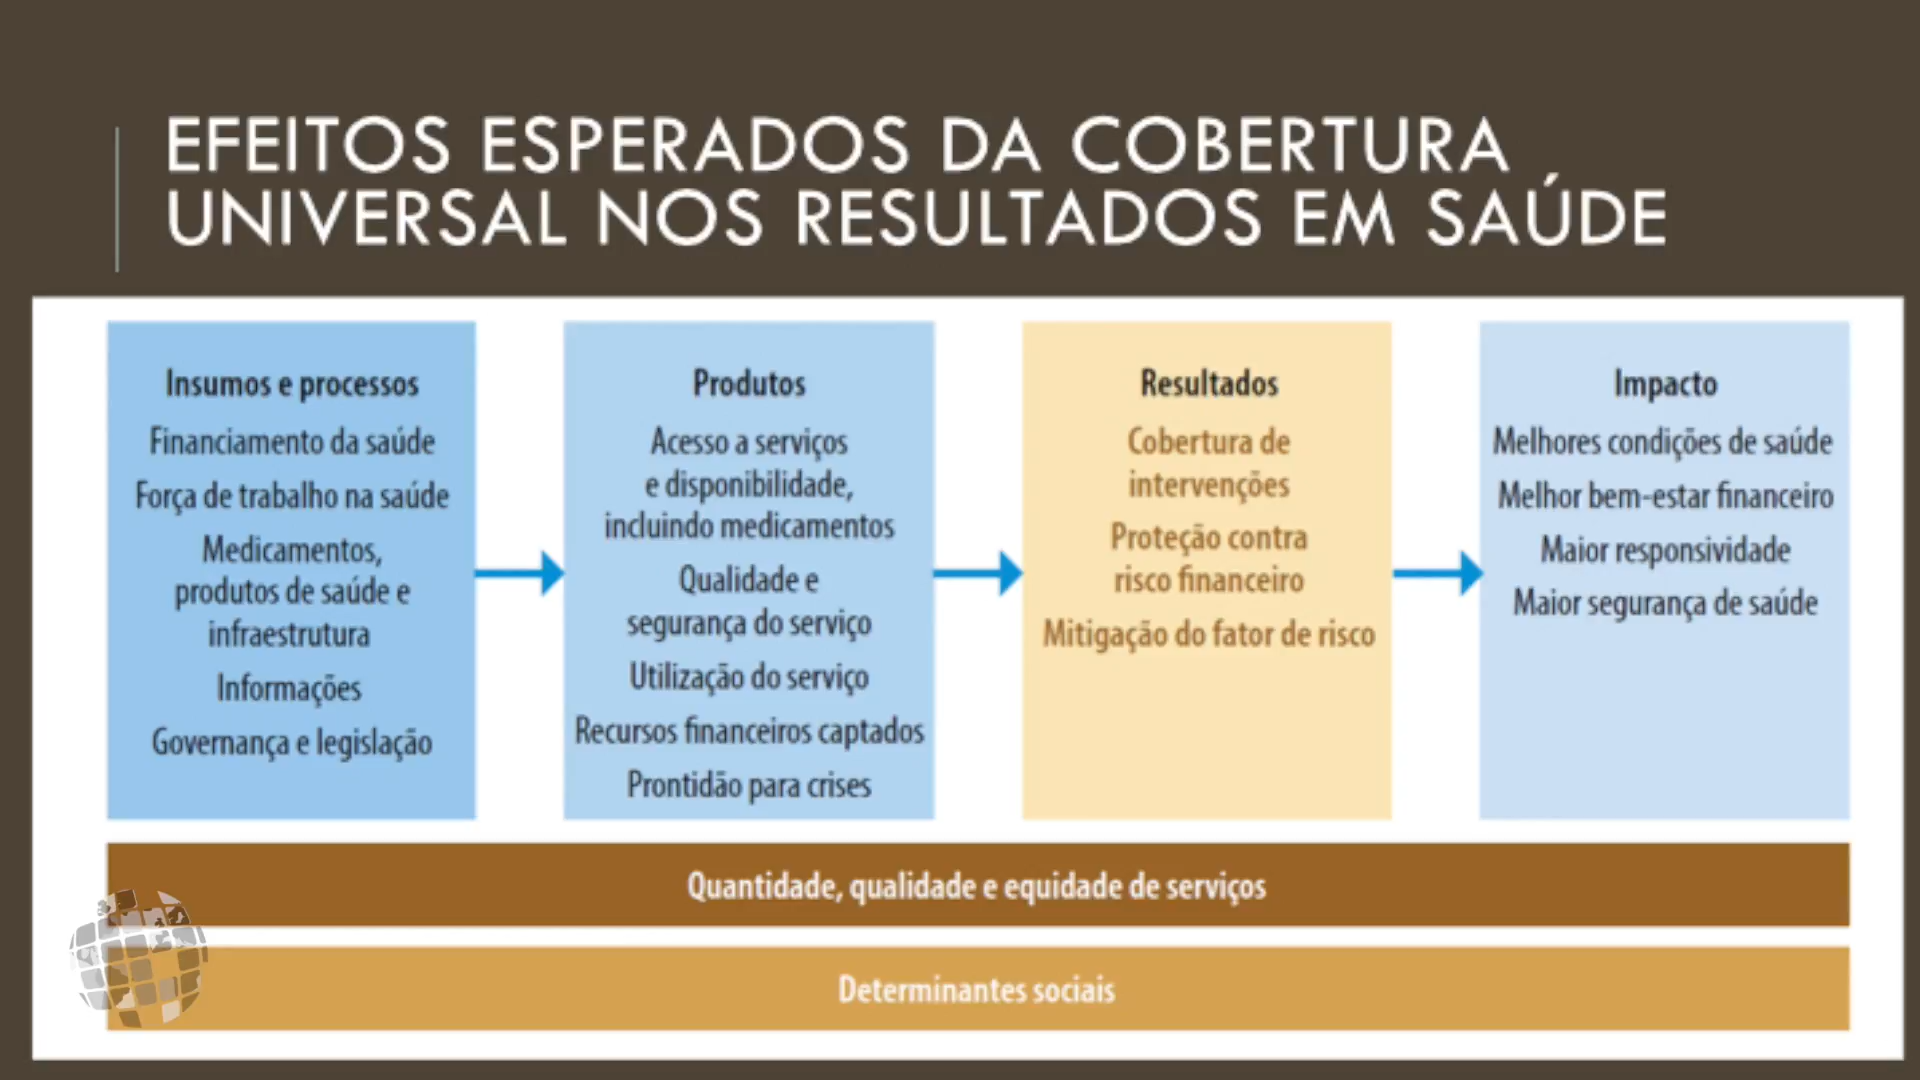 EFEITOS ESPERADOS DA COBERTURA
UNIVERSAL NOS RESULTADOS EM SAÚDE
Insumos e processos
Financiamento da saúde
Força de trabalho na saúde
Medicamentos,
produtos de saúde e
infraestrutura
Informações
Governança e legislação
Produtos
Acesso a serviços
e disponibilidade,
incluindo medicamentos
Qualidade e
segurança do serviço
Utilização do serviço
Recursos financeiros captados
Prontidão para crises
Resultados
Cobertura de
intervenções
Proteção contra
risco financeiro
Mitigação do fator de risco
Impacto
Melhores condições de saúde
Melhor bem-estar financeiro
Maior responsividade
Maior segurança de saúde
Quantidade, qualidade e equidade de serviços
Determinantes sociais